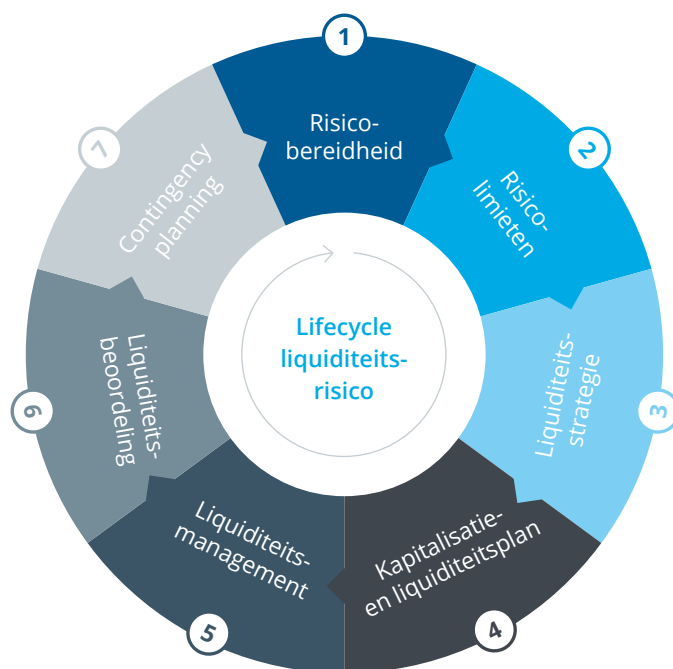 1
Risico-
bereidheid
2
Risico-
limieten
3
Liquiditeits-
strategie
4
Kapitalisatie-
en liquiditeitsplan
5
Liquiditeits-
management
6
Liquiditeits-
beoordeling
7
Contingency
planning
Lifecycle
liquiditeits-
risico